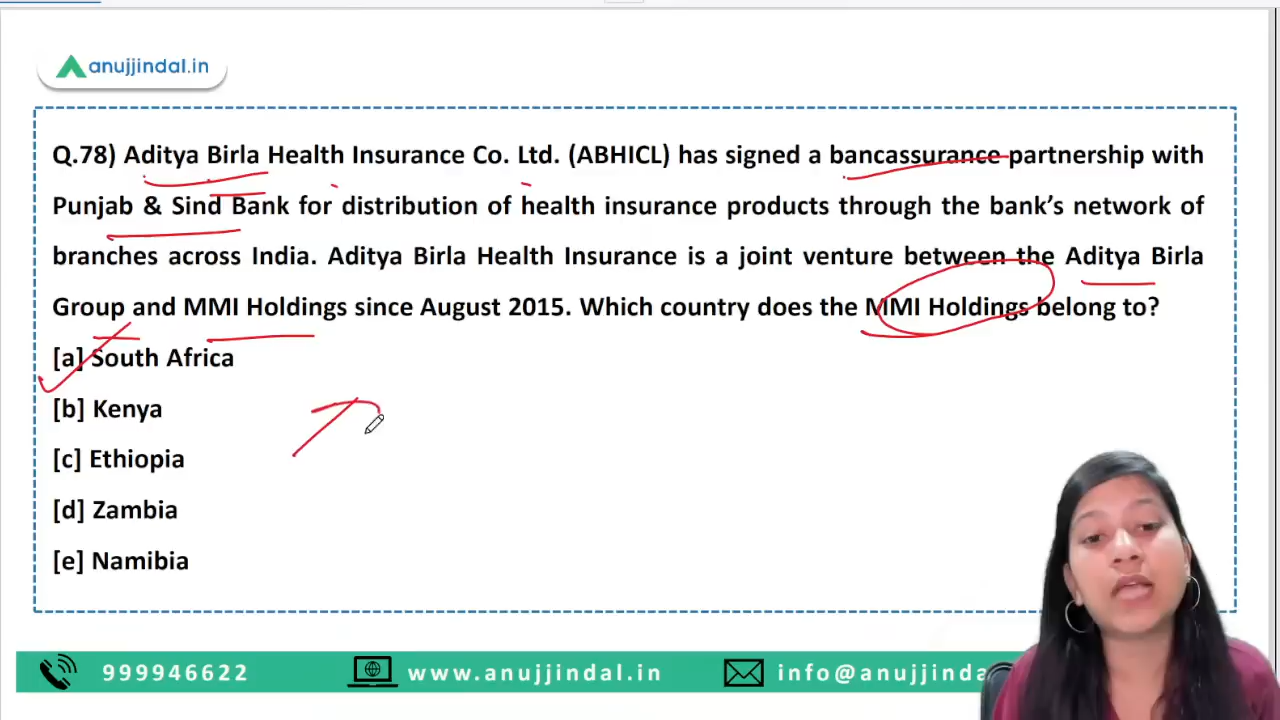 anujjindal.in
Q.78) Aditya Birla Health Insurance Co. Ltd. (ABHICL) has signed a bancassurance partnership with
Punjab & Sind Bank for distribution of health insurance products through the bank's network of
branches across India. Aditya Birla Health Insurance is a joint venture between the Aditya Birla
Group and MMI Holdings since August 2015. Which country does the MMI Holdings belong to?
[a] South Africa
[b] Kenya
[c] Ethiopia
[d] Zambia
[e] Namibia
999946622 www.anujjindal.in info@anujjinda